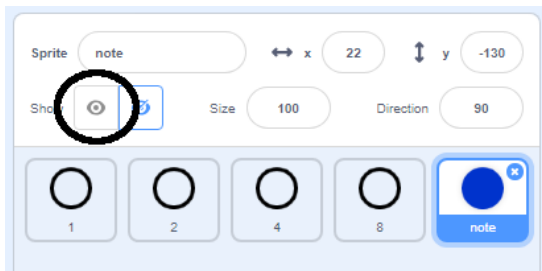 Sprite note x 22 y -130
Show Size 100 Direction 90
1 2 4 8 note